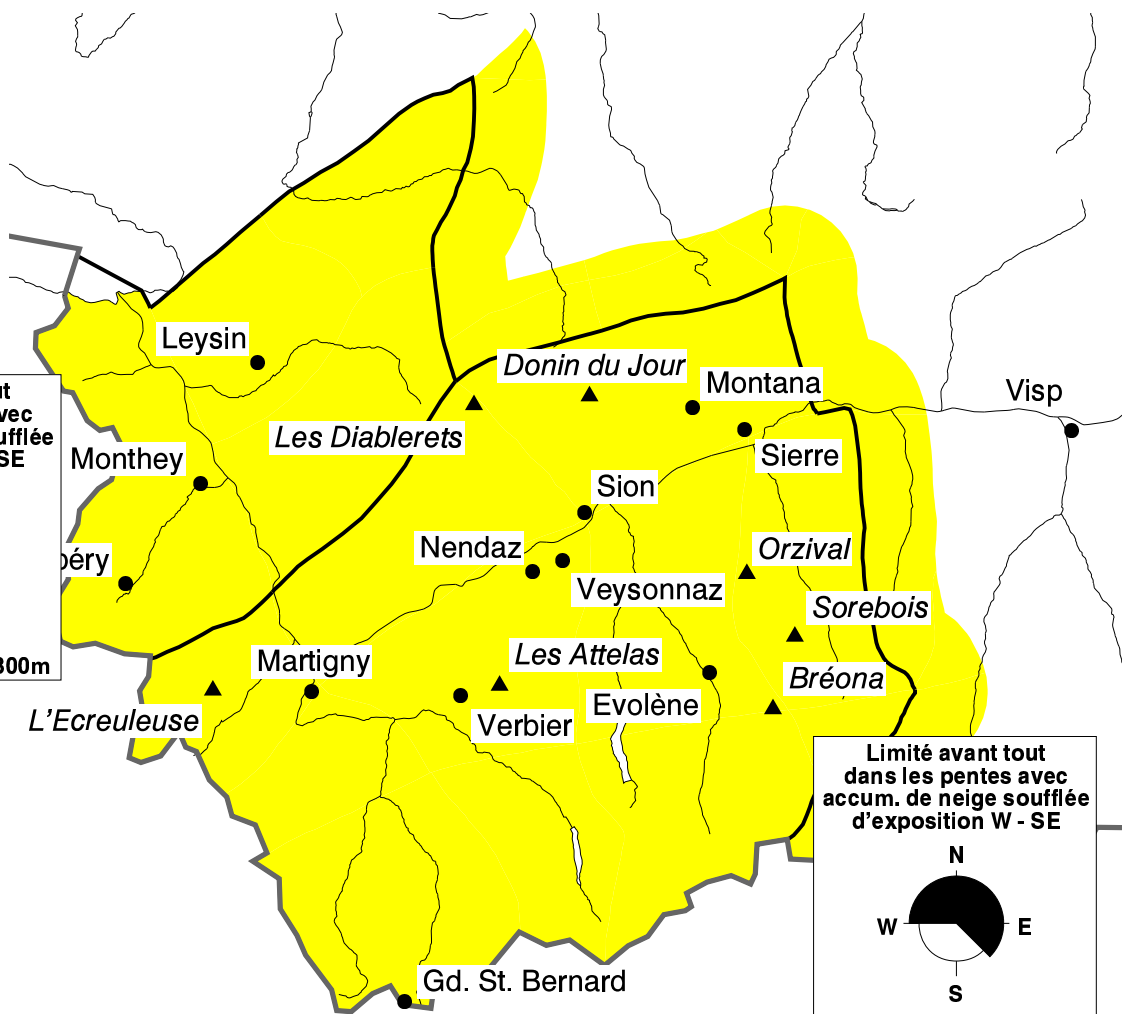 Leysin
Donin du Jour
Montana
Visp
Les Diablerets
Monthey
Sierre
Sion
Nendaz
Orzival
Veysonnaz
Sorebois
Martigny
Les Attelas
Bréona
L'Ecreuleuse
Verbier
Evolène
Gd. St. Bernard
Limité avant tout
dans les pentes avec
accum. de neige soufflée
d'exposition W - SE
N
W E
S
SE